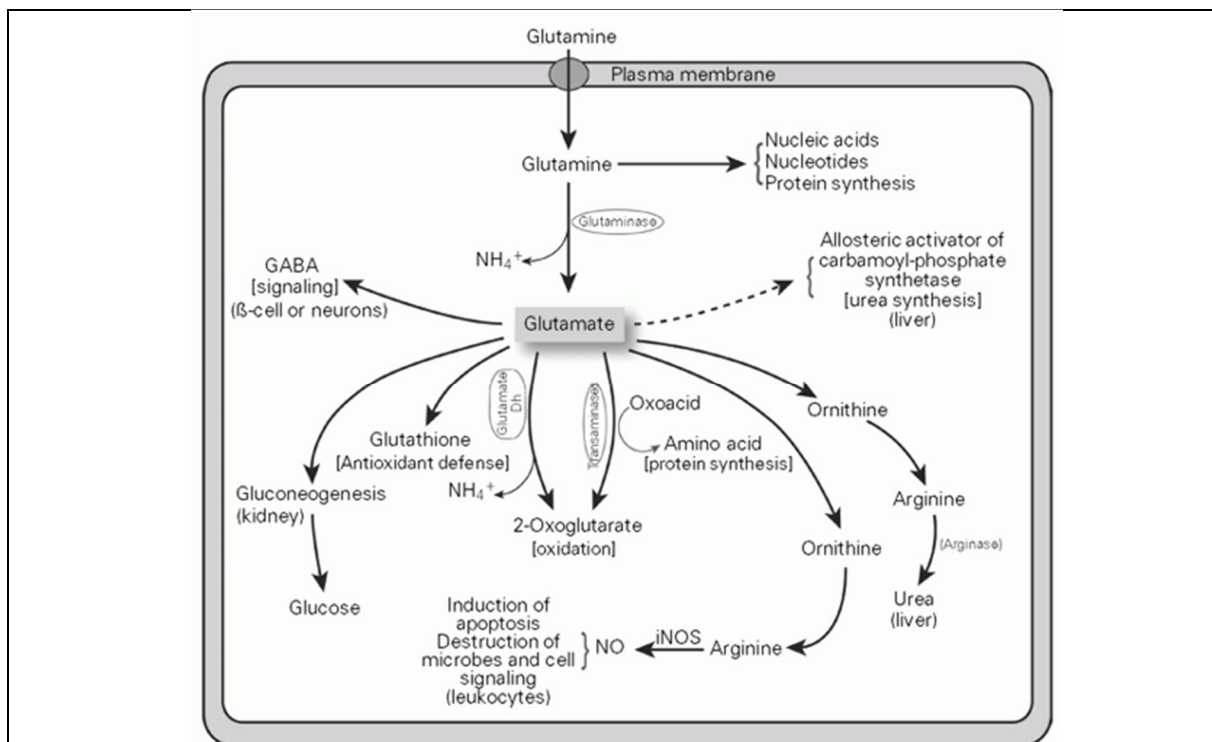 Glutamine
Plasma membrane
Glutamine
Nucleic acids
Nucleotides
Protein synthesis
Glutaminase
NH₄⁺
GABA
[signaling]
(ß-cell or neurons)
Allosteric activator of
carbamoyl-phosphate
synthetase
[urea synthesis]
(liver)
Glutamate
Glutamate
Dh
Transaminases
Oxoacid
Amino acid
[protein synthesis]
Ornithine
Glutathione
[Antioxidant defense]
NH₄⁺
Gluconeogenesis
(kidney)
2-Oxoglutarate
[oxidation]
Arginine
(Arginase)
Ornithine
Glucose
Urea
(liver)
Induction of
apoptosis
Destruction of
microbes and cell
signaling
(leukocytes)
NO
iNOS
Arginine